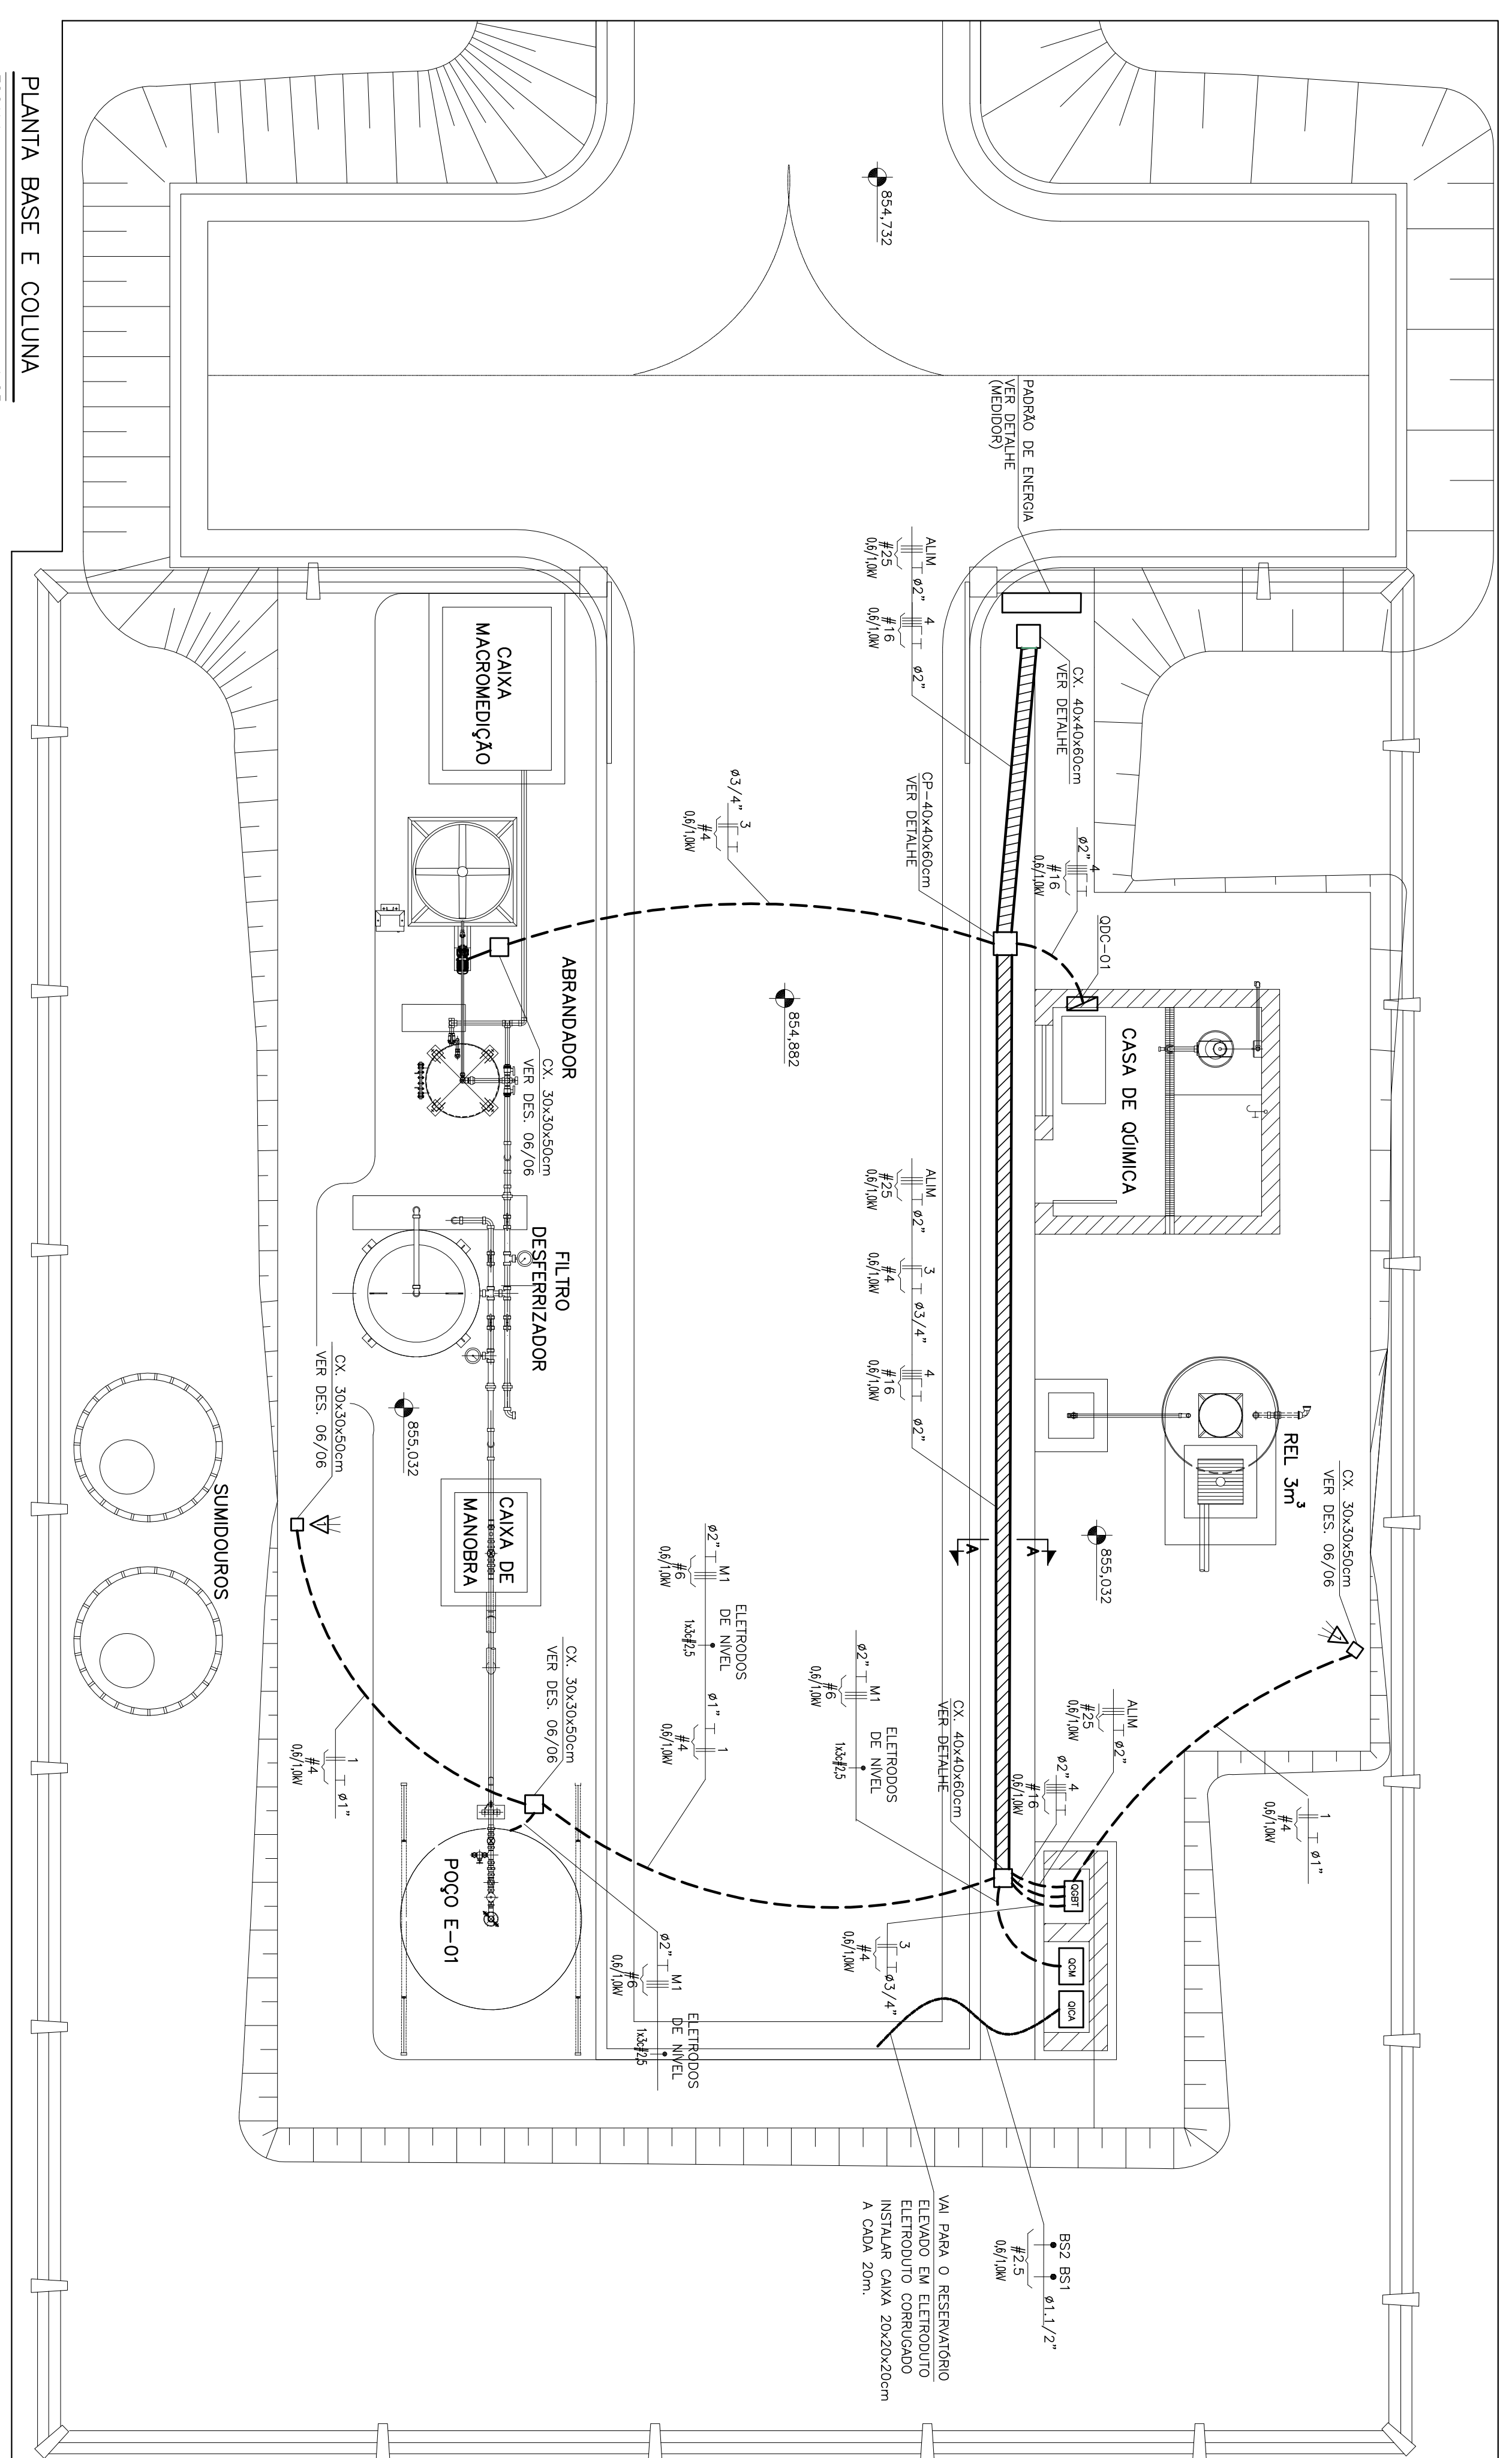 PLANTA BASE E COLUNA
854,732
PADRÃO DE ENERGIA
VER DETALHE
(MEDIDOR)
ALIM
#25
0,6/1,0kV
ø2"
4
#16
0,6/1,0kV
ø2"
CX. 40x40x60cm
VER DETALHE
CP-40x40x60cm
VER DETALHE
ø2"
4
#16
0,6/1,0kV
QDC-01
CASA DE QÚIMICA
CAIXA
MACROMEDIÇÃO
ø3/4"
3
#4
0,6/1,0kV
ABRANDADOR
CX. 30x30x50cm
VER DES. 06/06
854,882
ALIM
#25
0,6/1,0kV
ø2"
3
#4
0,6/1,0kV
ø3/4"
4
#16
0,6/1,0kV
ø2"
FILTRO
DESFERRIZADOR
CX. 30x30x50cm
VER DES. 06/06
855,032
REL 3m³
CX. 30x30x50cm
VER DES. 06/06
855,032
A
A
SUMIDOUROS
1
CAIXA DE
MANOBRA
CX. 30x30x50cm
VER DES. 06/06
ø2"
M1
#6
0,6/1,0kV
ELETRODOS
DE NÍVEL
1x3c#2,5
ø1"
1
#4
0,6/1,0kV
ø2"
M1
#6
0,6/1,0kV
ELETRODOS
DE NÍVEL
1x3c#2,5
CX. 40x40x60cm
VER DETALHE
ALIM
#25
0,6/1,0kV
ø2"
ø2"
4
#16
0,6/1,0kV
1
#4
0,6/1,0kV
ø1"
1
#4
0,6/1,0kV
ø1"
QGBT
QCM
QICA
POÇO E-01
3
#4
0,6/1,0kV
ø3/4"
ø2"
M1
#6
0,6/1,0kV
ELETRODOS
DE NÍVEL
1x3c#2,5
VAI PARA O RESERVATÓRIO
ELEVADO EM ELETRODUTO
ELETRODUTO CORRUGADO
INSTALAR CAIXA 20x20x20cm
A CADA 20m.
BS2 BS1
#2.5
0,6/1,0kV
ø1.1/2"